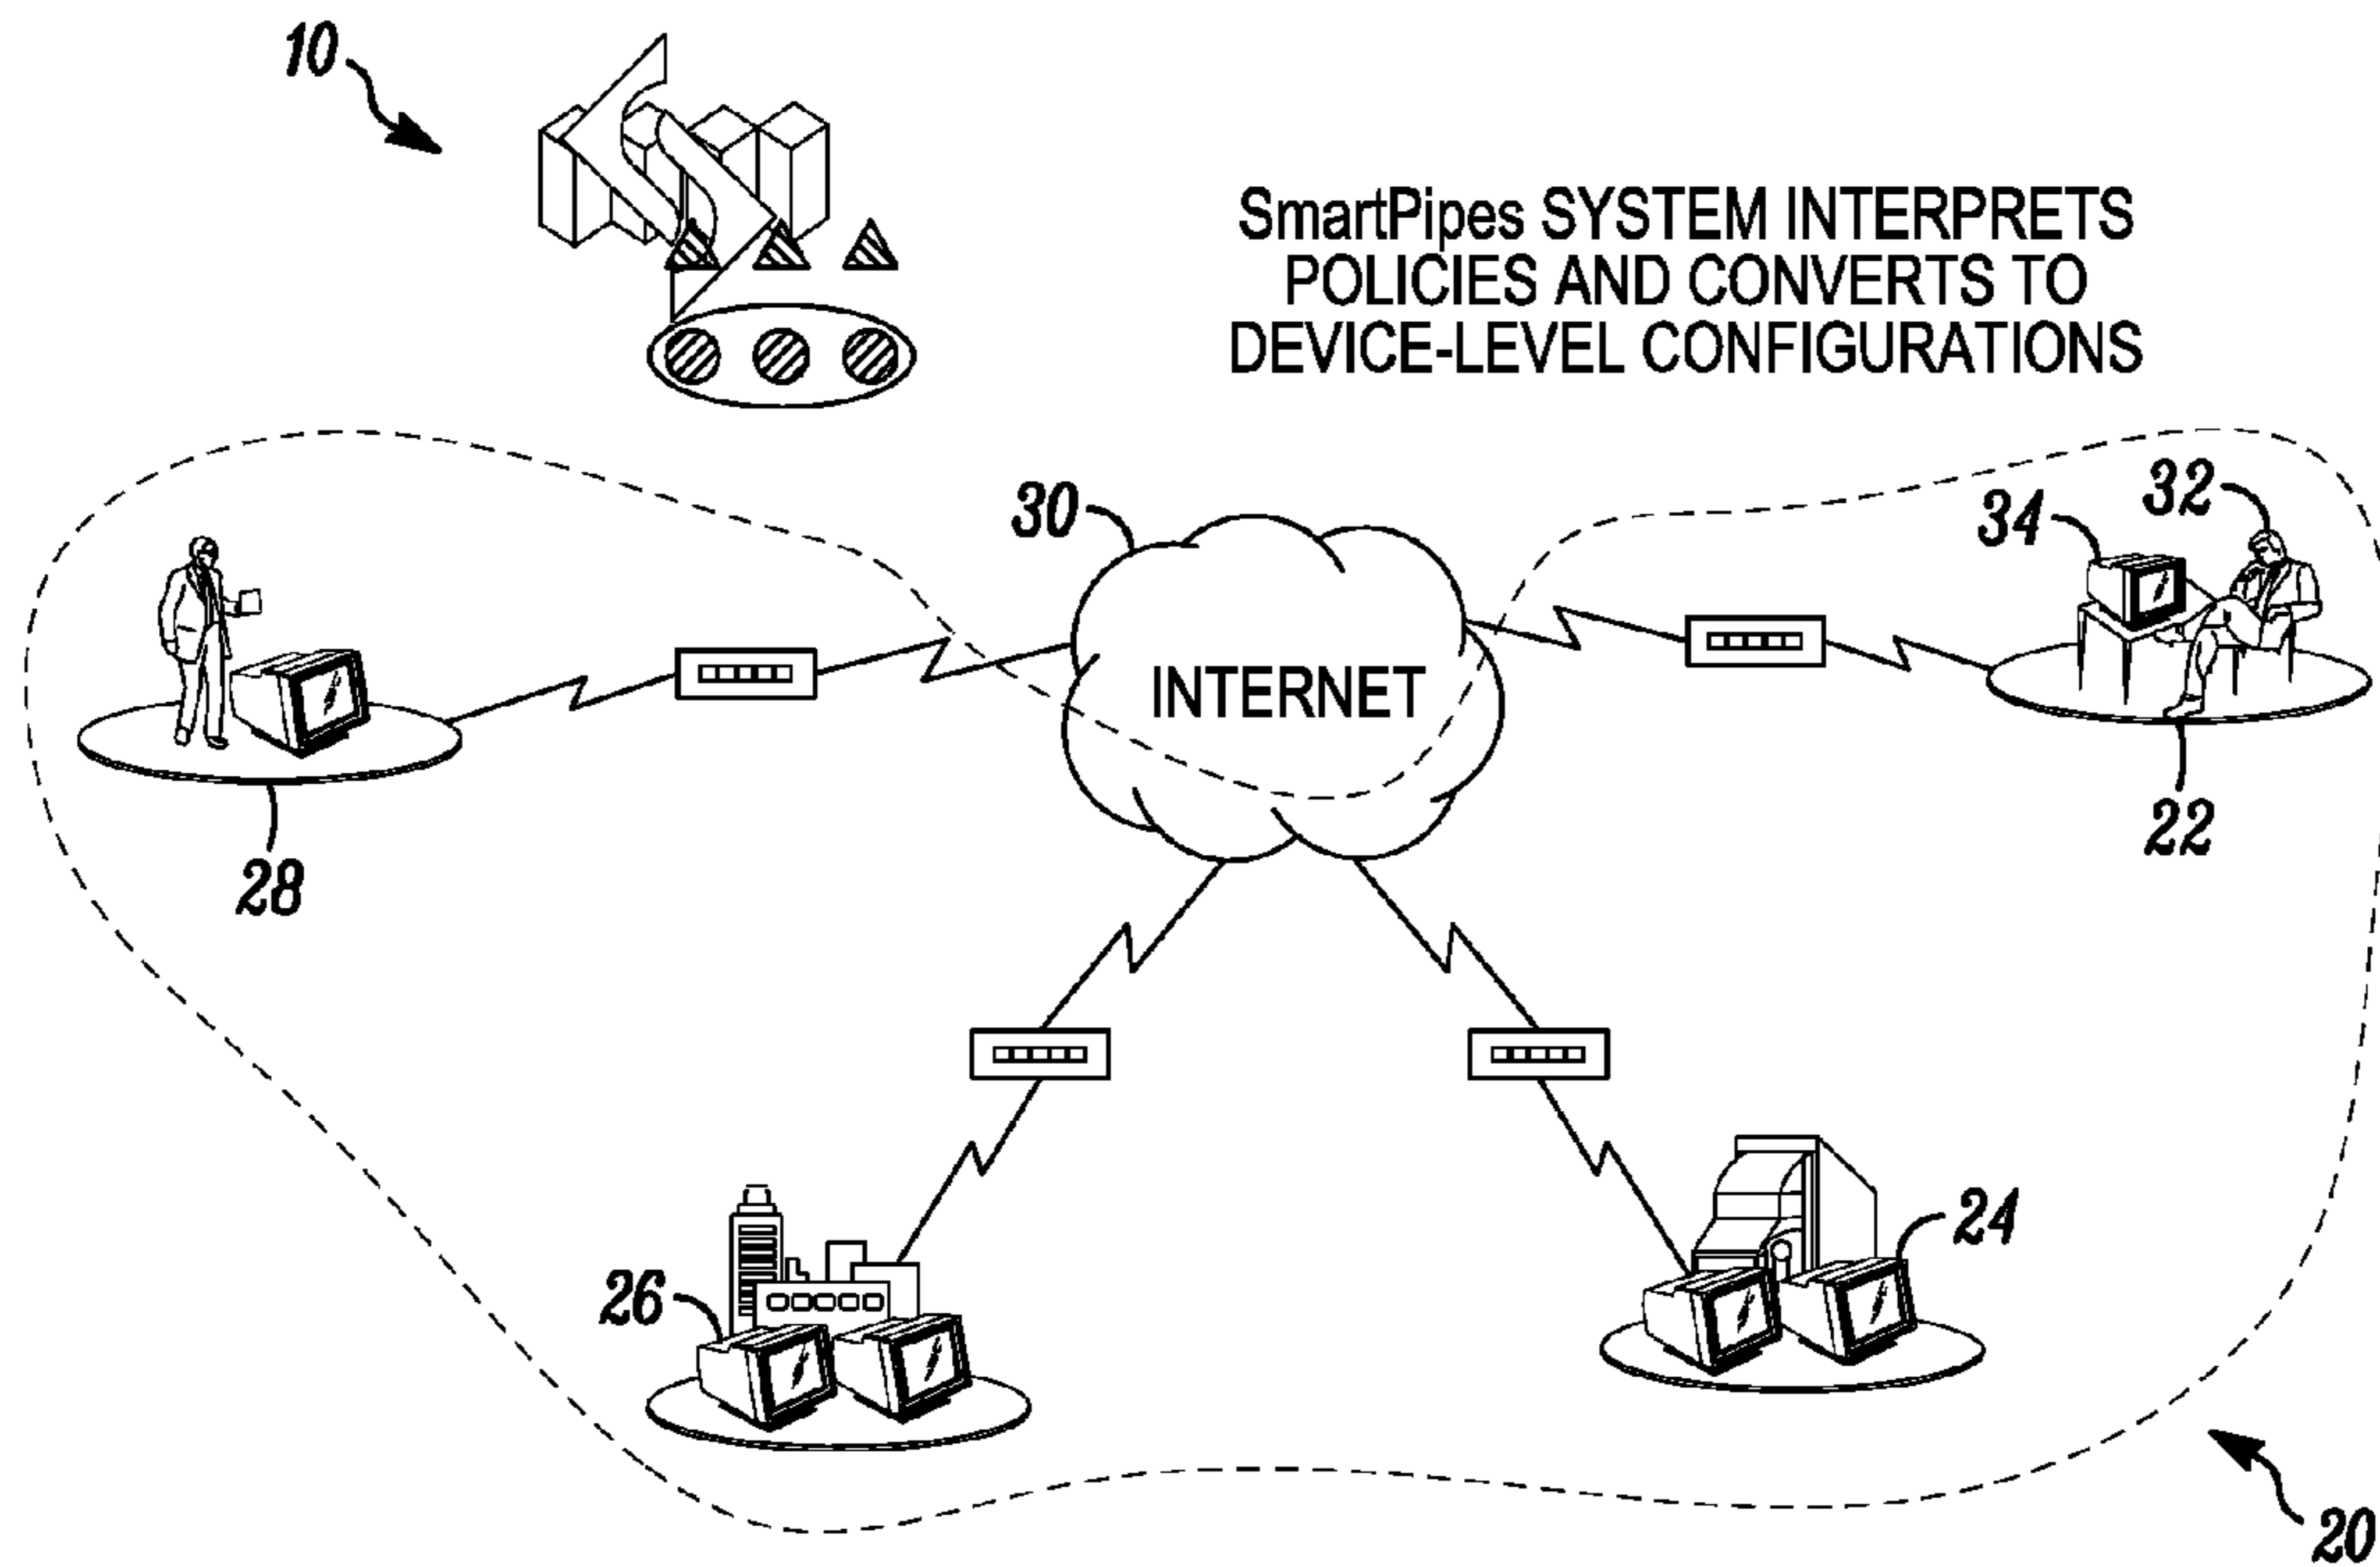 10
SmartPipes SYSTEM INTERPRETS
POLICIES AND CONVERTS TO
DEVICE-LEVEL CONFIGURATIONS
30
34
32
INTERNET
28
22
26
24
20